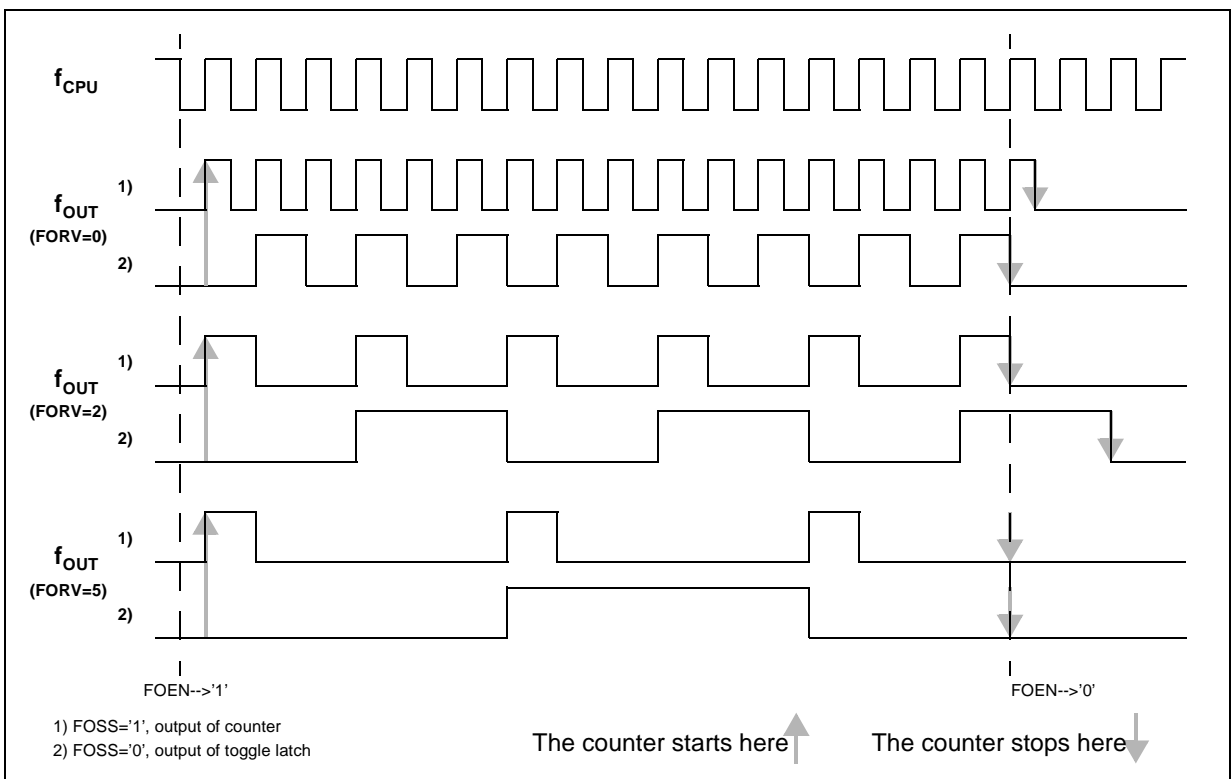 fCPU
1)
fOUT
(FORV=0)
2)
1)
fOUT
(FORV=2)
2)
1)
fOUT
(FORV=5)
2)
FOEN-->'1' FOEN-->'0'
1) FOSS='1', output of counter
2) FOSS='0', output of toggle latch
The counter starts here The counter stops here